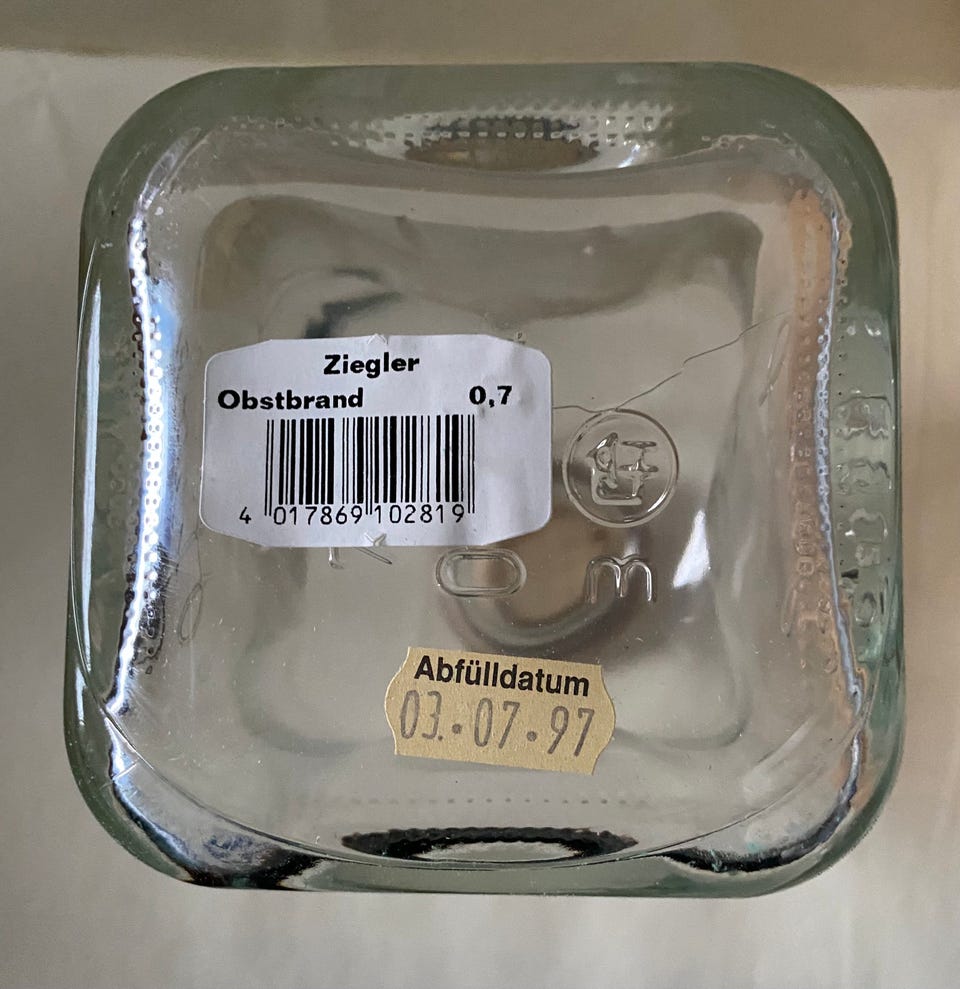 Ziegler
Obstbrand 0,7
4 017869 102819
m
Abfülldatum
03.07.97